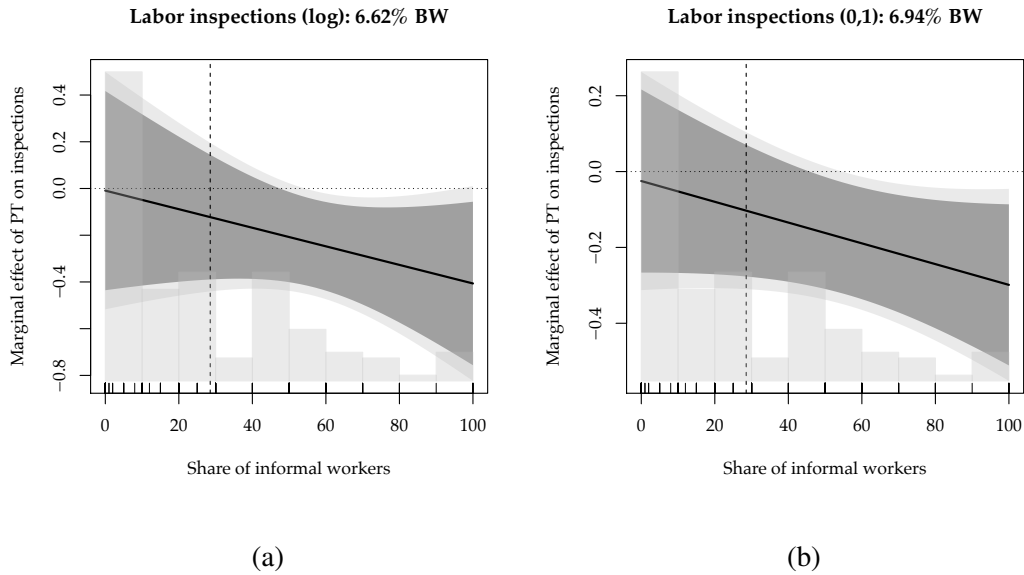 Labor inspections (log): 6.62% BW
Marginal effect of PT on inspections
0.4
0.2
0.0
−0.4
−0.8
0 20 40 60 80 100
Share of informal workers
(a)
Labor inspections (0,1): 6.94% BW
Marginal effect of PT on inspections
0.2
0.0
−0.2
−0.4
0 20 40 60 80 100
Share of informal workers
(b)